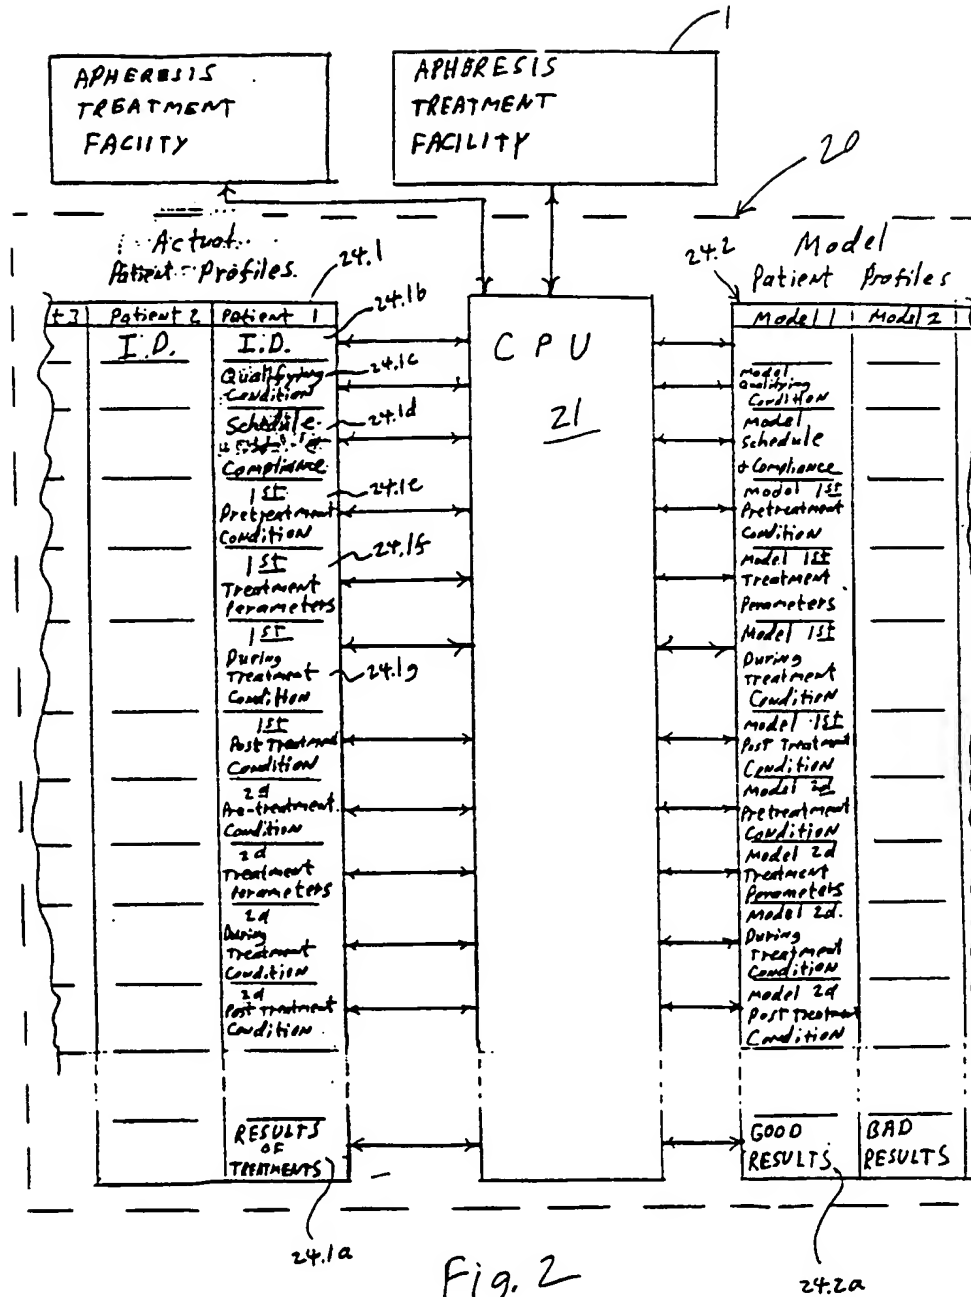 1
APHERESIS
TREATMENT
FACIITY
APHERESIS
TREATMENT
FACILITY
20
Actual
Patient Profiles
24.1
24.2
Model
Patient Profiles
t 3
Patient 2
Patient 1
24.1b
Model 1
Model 2
I.D.
I.D.
CPU
21
Qualifying
Condition
24.1c
Schedule
24.1d
Compliance
1st
24.1e
Pretreatment
Condition
1st
24.1f
Treatment
Perameters
1st
During
Treatment
24.1g
Condition
1st
Post Treatment
Condition
2d
Pre-treatment
Condition
2d
Treatment
Perameters
2d
During
Treatment
Condition
2d
Post Treatment
Condition
RESULTS
OF
TREATMENTS
24.1a
Model
Qualifying
Condition
Model
Schedule
+ Compliance
Model 1st
Pretreatment
Condition
Model 1st
Treatment
Perameters
Model 1st
During
Treatment
Condition
Model 1st
Post Treatment
Condition
Model 2d
Pretreatment
Condition
Model 2d
Treatment
Perameters
Model 2d.
During
Treatment
Condition
Model 2d
Post Treatment
Condition
GOOD
RESULTS
BAD
RESULTS
24.2a
Fig. 2